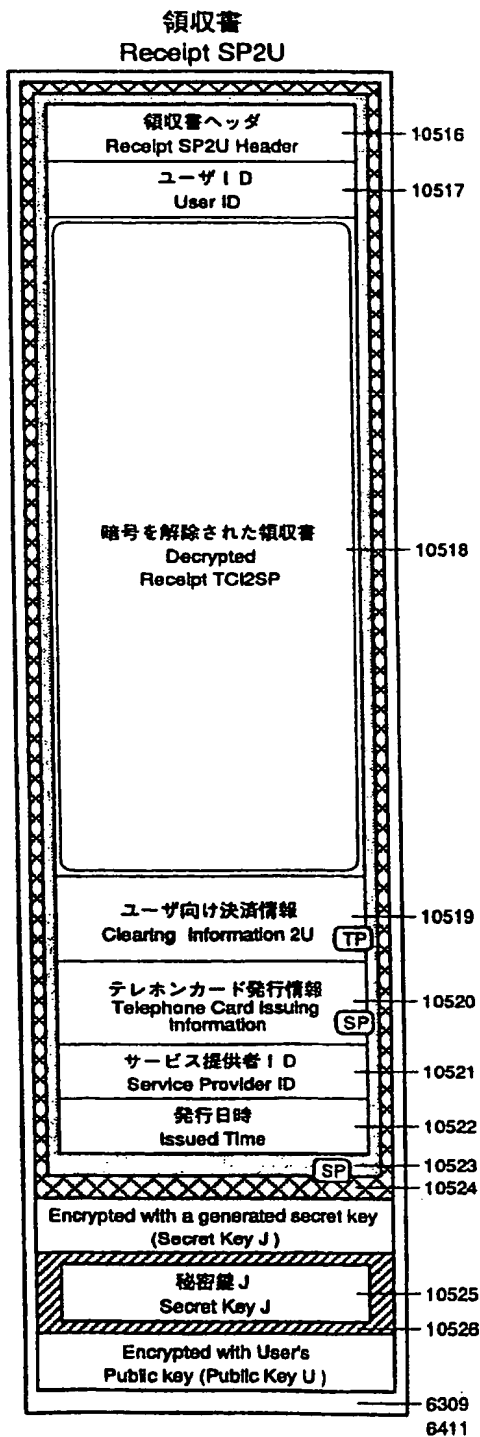 領収書
Receipt SP2U
領収書ヘッダ
Receipt SP2U Header
10516
ユーザID
User ID
10517
暗号を解除された領収書
Decrypted
Receipt TCI2SP
10518
ユーザ向け決済情報
Clearing Information 2U
TP
10519
テレホンカード発行情報
Telephone Card Issuing
Information
SP
10520
サービス提供者ID
Service Provider ID
10521
発行日時
Issued Time
10522
SP
10523
10524
Encrypted with a generated secret key
(Secret Key J)
秘密鍵J
Secret Key J
10525
10526
Encrypted with User's
Public key (Public Key U)
6309
6411